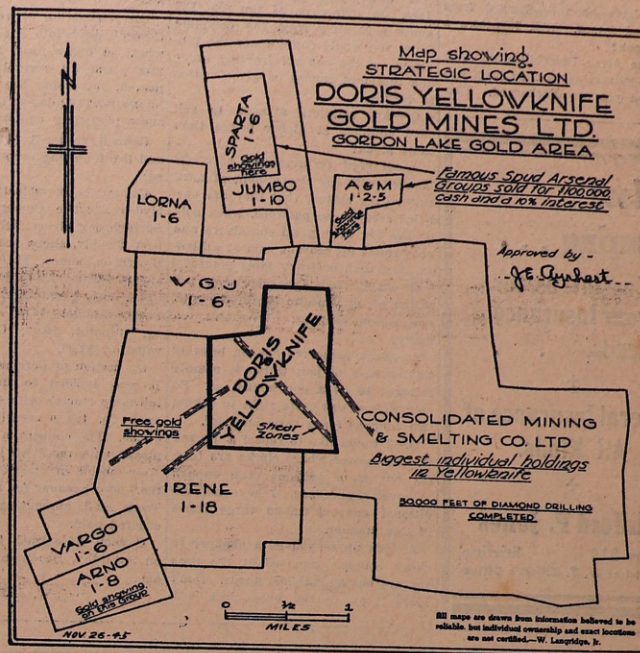 N
Map showing
STRATEGIC LOCATION
DORIS YELLOWKNIFE
GOLD MINES LTD.
GORDON LAKE GOLD AREA
Famous Spud Arsenal
Groups sold for $100,000
cash and a 10% interest
Approved by -
SPARTA
1-6
Gold
showings
here
JUMBO
1-10
A & M
1-2-5
Gold
showings
here
LORNA
1-6
V G J
1-6
DORIS
YELLOWKNIFE
Shear
zones
Free gold
showings
CONSOLIDATED MINING
& SMELTING CO. LTD
Biggest individual holdings
in Yellowknife
50,000 FEET OF DIAMOND DRILLING
COMPLETED
IRENE
1-18
VARGO
1-6
ARNO
1-8
Gold showing
on this Group
NOV 26-45
0 1/2 1
MILES
All maps are drawn from information believed to be
reliable, but individual ownership and exact locations
are not certified.—W. Langridge, Jr.